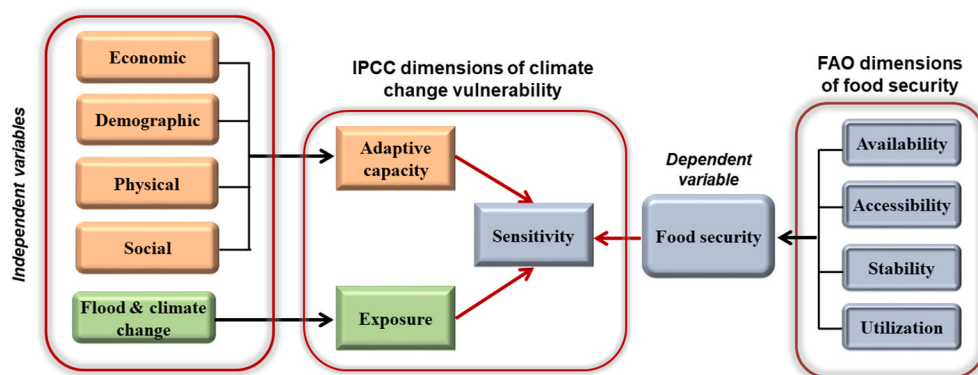 Independent variables
Economic
Demographic
Physical
Social
Flood & climate
change
IPCC dimensions of climate
change vulnerability
Adaptive
capacity
Exposure
Sensitivity
Dependent
variable
Food security
FAO dimensions
of food security
Availability
Accessibility
Stability
Utilization